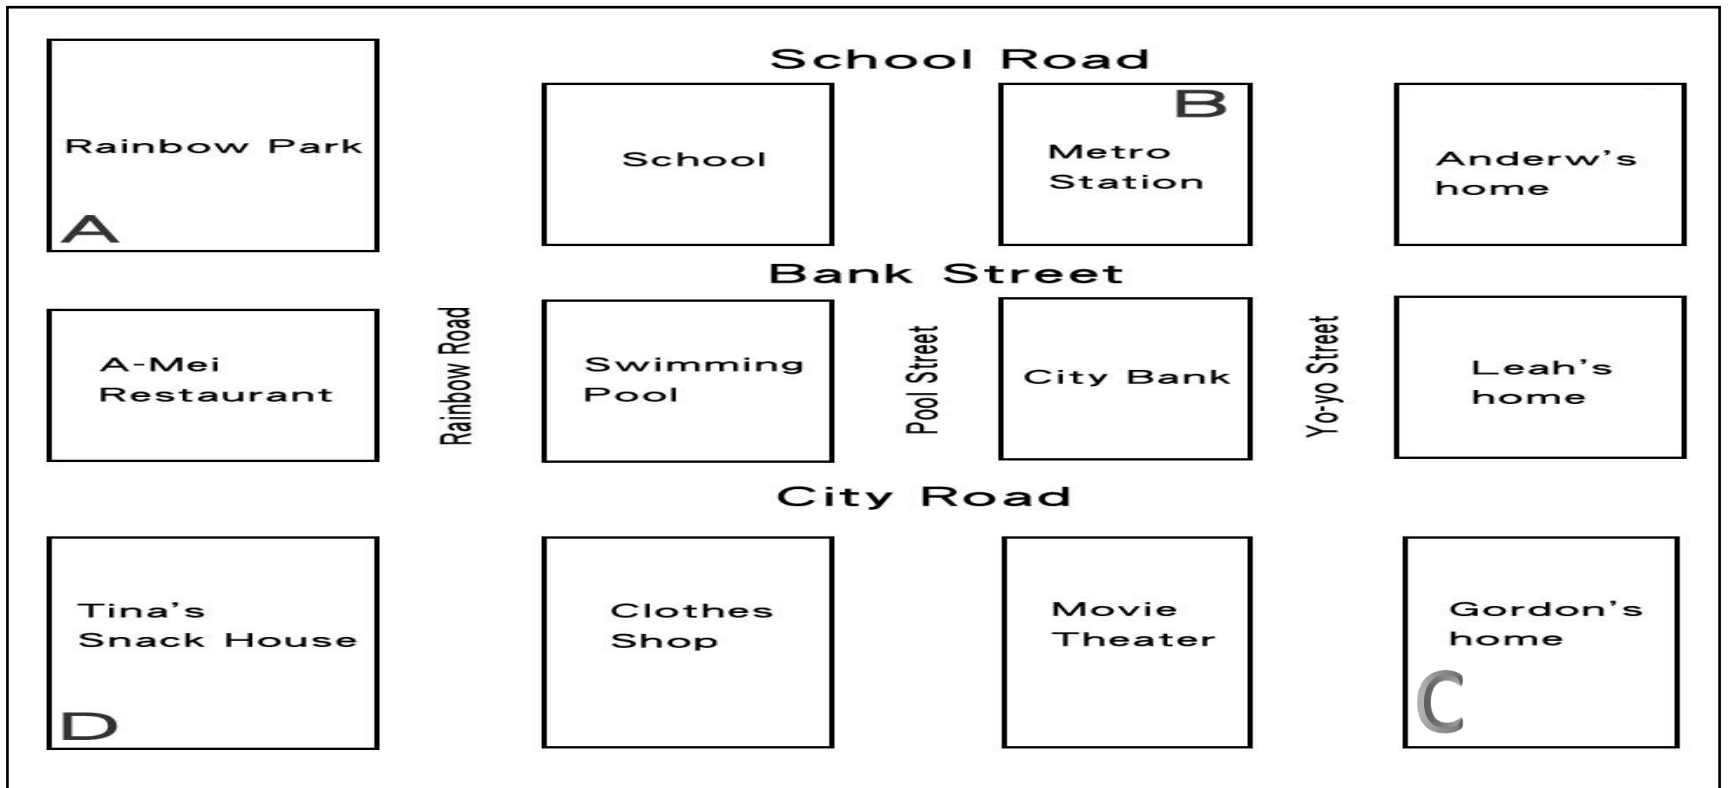 School Road
Rainbow Park
A
School
B
Metro
Station
Anderw's
home
Bank Street
A-Mei
Restaurant
Rainbow Road
Swimming
Pool
Pool Street
City Bank
Yo-yo Street
Leah's
home
City Road
Tina's
Snack House
D
Clothes
Shop
Movie
Theater
Gordon's
home
C